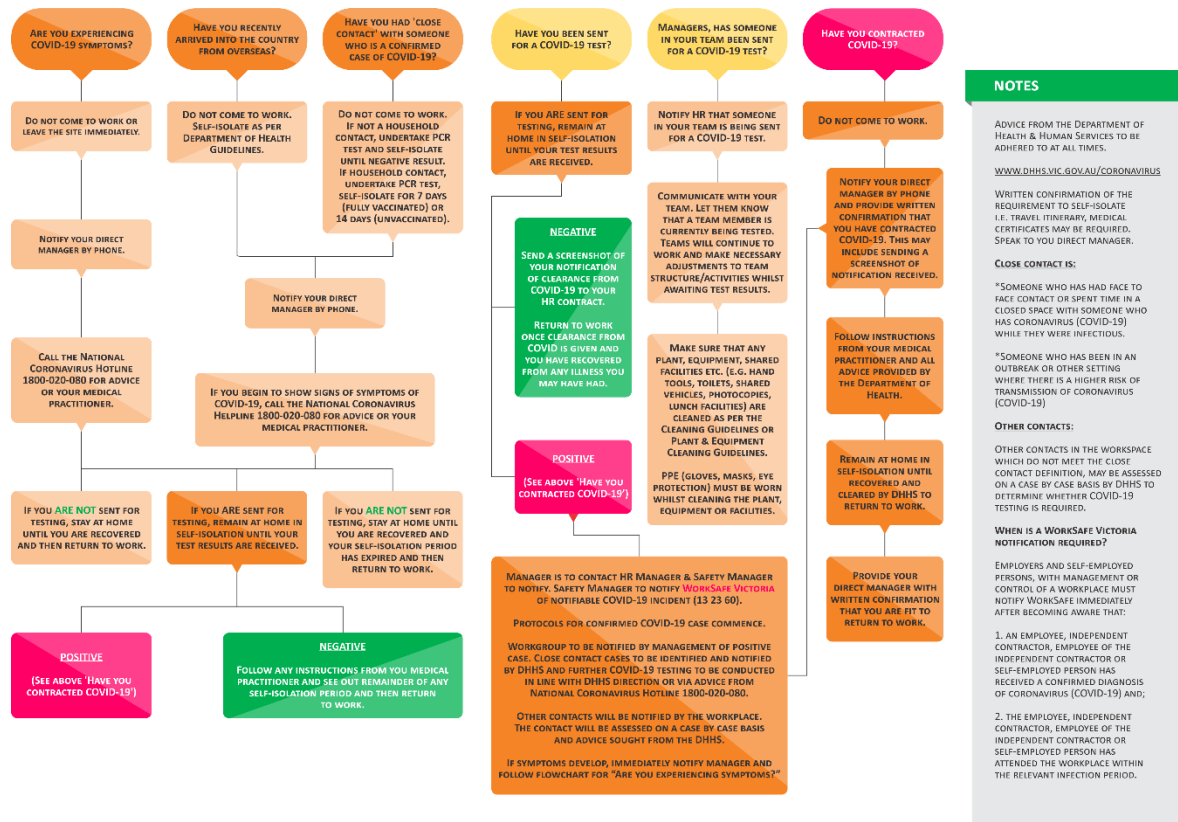 ARE YOU EXPERIENCING
COVID-19 SYMPTOMS?
DO NOT COME TO WORK OR
LEAVE THE SITE IMMEDIATELY.
NOTIFY YOUR DIRECT
MANAGER BY PHONE.
CALL THE NATIONAL
CORONAVIRUS HOTLINE
1800-020-080 FOR ADVICE
OR YOUR MEDICAL
PRACTITIONER.
HAVE YOU RECENTLY
ARRIVED INTO THE COUNTRY
FROM OVERSEAS?
DO NOT COME TO WORK.
SELF-ISOLATE AS PER
DEPARTMENT OF HEALTH
GUIDELINES.
HAVE YOU HAD 'CLOSE
CONTACT' WITH SOMEONE
WHO IS A CONFIRMED
CASE OF COVID-19?
DO NOT COME TO WORK.
IF NOT A HOUSEHOLD
CONTACT, UNDERTAKE PCR
TEST AND SELF-ISOLATE
UNTIL NEGATIVE RESULT.
IF HOUSEHOLD CONTACT,
UNDERTAKE PCR TEST,
SELF-ISOLATE FOR 7 DAYS
(FULLY VACCINATED) OR
14 DAYS (UNVACCINATED).
NOTIFY YOUR DIRECT
MANAGER BY PHONE.
IF YOU BEGIN TO SHOW SIGNS OF SYMPTOMS OF
COVID-19, CALL THE NATIONAL CORONAVIRUS
HELPLINE 1800-020-080 FOR ADVICE OR YOUR
MEDICAL PRACTITIONER.
IF YOU ARE NOT SENT FOR
TESTING, STAY AT HOME
UNTIL YOU ARE RECOVERED
AND THEN RETURN TO WORK.
IF YOU ARE SENT FOR
TESTING, REMAIN AT HOME IN
SELF-ISOLATION UNTIL YOUR
TEST RESULTS ARE RECEIVED.
IF YOU ARE NOT SENT FOR
TESTING, STAY AT HOME UNTIL
YOU ARE RECOVERED AND
YOUR SELF-ISOLATION PERIOD
HAS EXPIRED AND THEN
RETURN TO WORK.
POSITIVE
(SEE ABOVE 'HAVE YOU
CONTRACTED COVID-19')
NEGATIVE
FOLLOW ANY INSTRUCTIONS FROM YOU MEDICAL
PRACTITIONER AND SEE OUT REMAINDER OF ANY
SELF-ISOLATION PERIOD AND THEN RETURN
TO WORK.
HAVE YOU BEEN SENT
FOR A COVID-19 TEST?
IF YOU ARE SENT FOR
TESTING, REMAIN AT
HOME IN SELF-ISOLATION
UNTIL YOUR TEST RESULTS
ARE RECEIVED.
NEGATIVE
SEND A SCREENSHOT OF
YOUR NOTIFICATION
OF CLEARANCE FROM
COVID-19 TO YOUR
HR CONTRACT.
RETURN TO WORK
ONCE CLEARANCE FROM
COVID IS GIVEN AND
YOU HAVE RECOVERED
FROM ANY ILLNESS YOU
MAY HAVE HAD.
POSITIVE
(SEE ABOVE 'HAVE YOU
CONTRACTED COVID-19')
MANAGERS, HAS SOMEONE
IN YOUR TEAM BEEN SENT
FOR A COVID-19 TEST?
NOTIFY HR THAT SOMEONE
IN YOUR TEAM IS BEING SENT
FOR A COVID-19 TEST.
COMMUNICATE WITH YOUR
TEAM. LET THEM KNOW
THAT A TEAM MEMBER IS
CURRENTLY BEING TESTED.
TEAMS WILL CONTINUE TO
WORK AND MAKE NECESSARY
ADJUSTMENTS TO TEAM
STRUCTURE/ACTIVITIES WHILST
AWAITING TEST RESULTS.
MAKE SURE THAT ANY
PLANT, EQUIPMENT, SHARED
FACILITIES ETC. (E.G. HAND
TOOLS, TOILETS, SHARED
VEHICLES, PHOTOCOPIES,
LUNCH FACILITIES) ARE
CLEANED AS PER THE
CLEANING GUIDELINES OR
PLANT & EQUIPMENT
CLEANING GUIDELINES.
PPE (GLOVES, MASKS, EYE
PROTECTION) MUST BE WORN
WHILST CLEANING THE PLANT,
EQUIPMENT OR FACILITIES.
MANAGER IS TO CONTACT HR MANAGER & SAFETY MANAGER
TO NOTIFY. SAFETY MANAGER TO NOTIFY WORKSAFE VICTORIA
OF NOTIFIABLE COVID-19 INCIDENT (13 23 60).
PROTOCOLS FOR CONFIRMED COVID-19 CASE COMMENCE.
WORKGROUP TO BE NOTIFIED BY MANAGEMENT OF POSITIVE
CASE. CLOSE CONTACT CASES TO BE IDENTIFIED AND NOTIFIED
BY DHHS AND FURTHER COVID-19 TESTING TO BE CONDUCTED
IN LINE WITH DHHS DIRECTION OR VIA ADVICE FROM
NATIONAL CORONAVIRUS HOTLINE 1800-020-080.
OTHER CONTACTS WILL BE NOTIFIED BY THE WORKPLACE.
THE CONTACT WILL BE ASSESSED ON A CASE BY CASE BASIS
AND ADVICE SOUGHT FROM THE DHHS.
IF SYMPTOMS DEVELOP, IMMEDIATELY NOTIFY MANAGER AND
FOLLOW FLOWCHART FOR "ARE YOU EXPERIENCING SYMPTOMS?"
HAVE YOU CONTRACTED
COVID-19?
DO NOT COME TO WORK.
NOTIFY YOUR DIRECT
MANAGER BY PHONE
AND PROVIDE WRITTEN
CONFIRMATION THAT
YOU HAVE CONTRACTED
COVID-19. THIS MAY
INCLUDE SENDING A
SCREENSHOT OF
NOTIFICATION RECEIVED.
FOLLOW INSTRUCTIONS
FROM YOUR MEDICAL
PRACTITIONER AND ALL
ADVICE PROVIDED BY
THE DEPARTMENT OF
HEALTH.
REMAIN AT HOME IN
SELF-ISOLATION UNTIL
RECOVERED AND
CLEARED BY DHHS TO
RETURN TO WORK.
PROVIDE YOUR
DIRECT MANAGER WITH
WRITTEN CONFIRMATION
THAT YOU ARE FIT TO
RETURN TO WORK.
NOTES
ADVICE FROM THE DEPARTMENT OF
HEALTH & HUMAN SERVICES TO BE
ADHERED TO AT ALL TIMES.
WWW.DHHS.VIC.GOV.AU/CORONAVIRUS
WRITTEN CONFIRMATION OF THE
REQUIREMENT TO SELF-ISOLATE
I.E. TRAVEL ITINERARY, MEDICAL
CERTIFICATES MAY BE REQUIRED.
SPEAK TO YOU DIRECT MANAGER.
CLOSE CONTACT IS:
*SOMEONE WHO HAS HAD FACE TO
FACE CONTACT OR SPENT TIME IN A
CLOSED SPACE WITH SOMEONE WHO
HAS CORONAVIRUS (COVID-19)
WHILE THEY WERE INFECTIOUS.
*SOMEONE WHO HAS BEEN IN AN
OUTBREAK OR OTHER SETTING
WHERE THERE IS A HIGHER RISK OF
TRANSMISSION OF CORONAVIRUS
(COVID-19)
OTHER CONTACTS:
OTHER CONTACTS IN THE WORKSPACE
WHICH DO NOT MEET THE CLOSE
CONTACT DEFINITION, MAY BE ASSESSED
ON A CASE BY CASE BASIS BY DHHS TO
DETERMINE WHETHER COVID-19
TESTING IS REQUIRED.
WHEN IS A WORKSAFE VICTORIA
NOTIFICATION REQUIRED?
EMPLOYERS AND SELF-EMPLOYED
PERSONS, WITH MANAGEMENT OR
CONTROL OF A WORKPLACE MUST
NOTIFY WORKSAFE IMMEDIATELY
AFTER BECOMING AWARE THAT:
1. AN EMPLOYEE, INDEPENDENT
CONTRACTOR, EMPLOYEE OF THE
INDEPENDENT CONTRACTOR OR
SELF-EMPLOYED PERSON HAS
RECEIVED A CONFIRMED DIAGNOSIS
OF CORONAVIRUS (COVID-19) AND;
2. THE EMPLOYEE, INDEPENDENT
CONTRACTOR, EMPLOYEE OF THE
INDEPENDENT CONTRACTOR OR
SELF-EMPLOYED PERSON HAS
ATTENDED THE WORKPLACE WITHIN
THE RELEVANT INFECTION PERIOD.